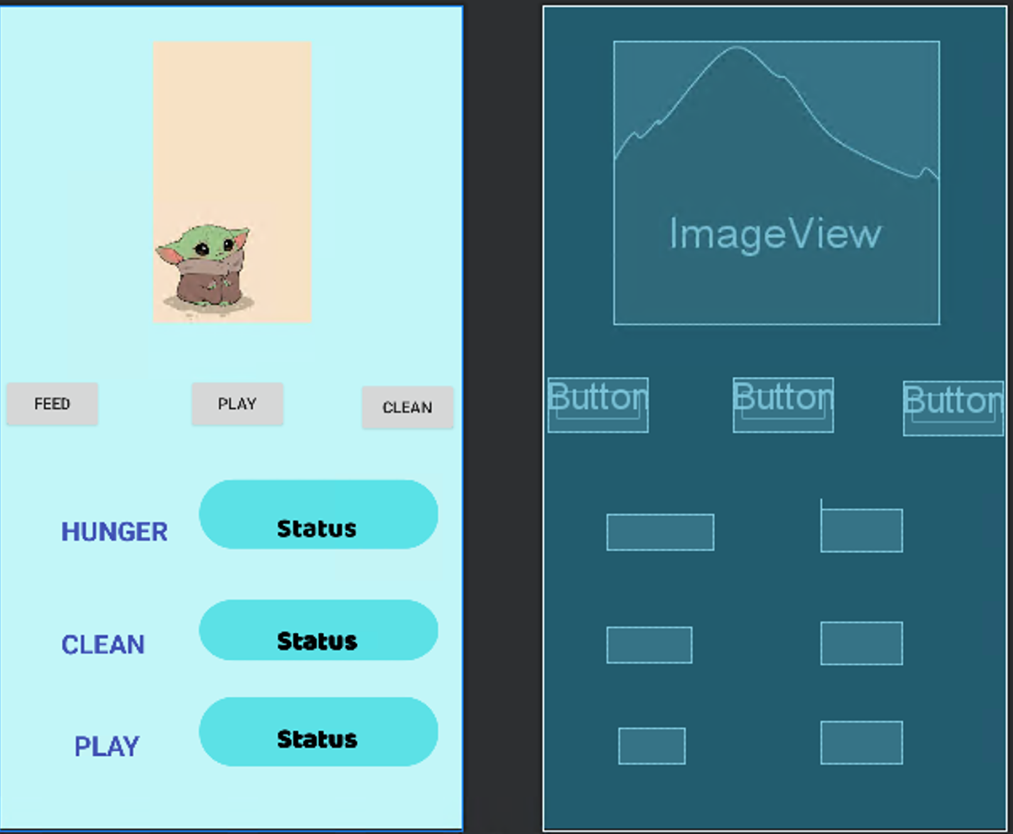 ImageView
FEED PLAY CLEAN
Button Button Button
HUNGER Status
CLEAN Status
PLAY Status